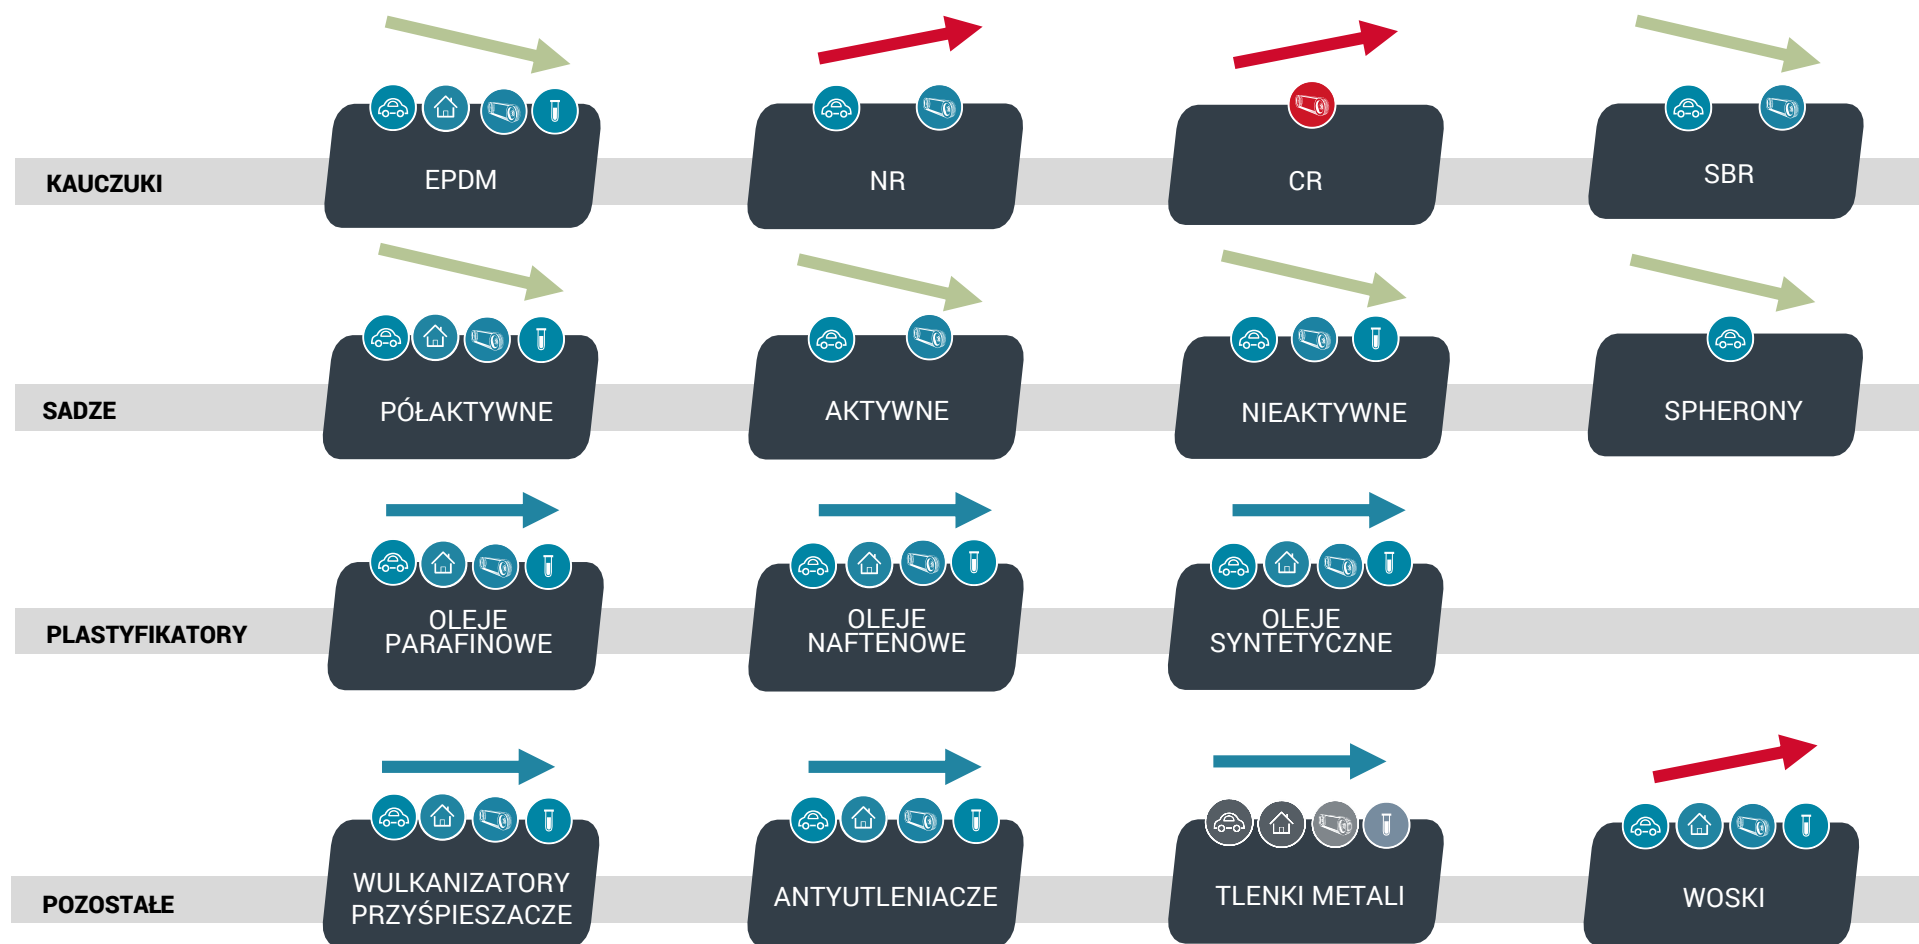 KAUCZUKI
EPDM
NR
CR
SBR
SADZE
PÓŁAKTYWNE
AKTYWNE
NIEAKTYWNE
SPHERONY
PLASTYFIKATORY
OLEJE
PARAFINOWE
OLEJE
NAFTENOWE
OLEJE
SYNTETYCZNE
POZOSTAŁE
WULKANIZATORY
PRZYŚPIESZACZE
ANTYUTLENIACZE
TLENKI METALI
WOSKI